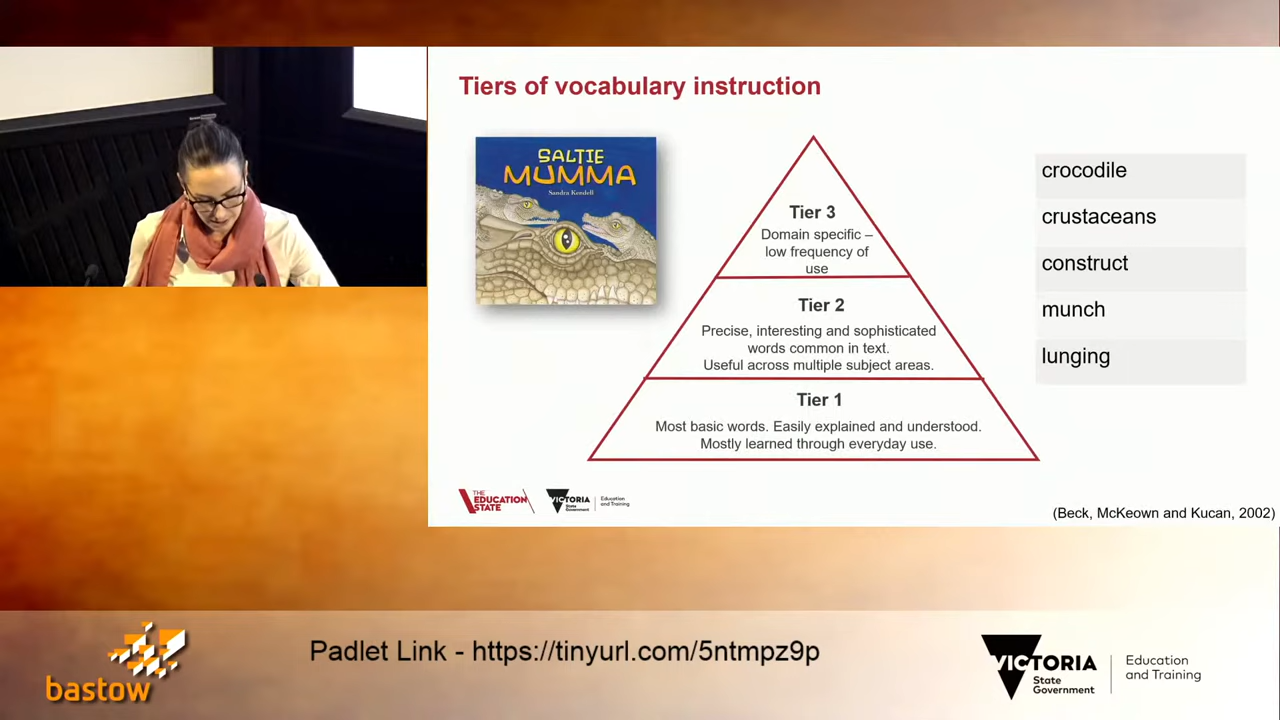 Tiers of vocabulary instruction
SALTIE
MUMMA
Sandra Kendell
Tier 3
Domain specific –
low frequency of
use
Tier 2
Precise, interesting and sophisticated
words common in text.
Useful across multiple subject areas.
Tier 1
Most basic words. Easily explained and understood.
Mostly learned through everyday use.
crocodile
crustaceans
construct
munch
lunging
THE
EDUCATION
STATE
VICTORIA
State
Government
Education
and Training
(Beck, McKeown and Kucan, 2002)
bastow
Padlet Link - https://tinyurl.com/5ntmpz9p
VICTORIA
State
Government
Education
and Training